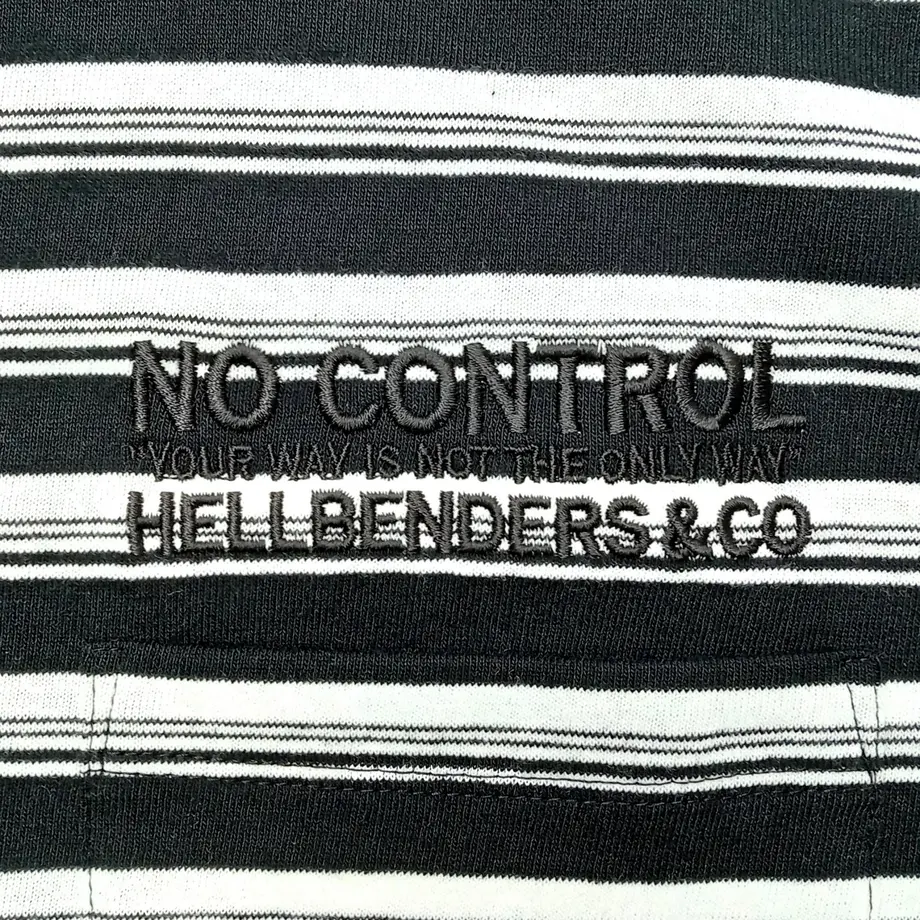 NO CONTROL
"YOUR WAY IS NOT THE ONLY WAY"
HELLBENDERS & CO